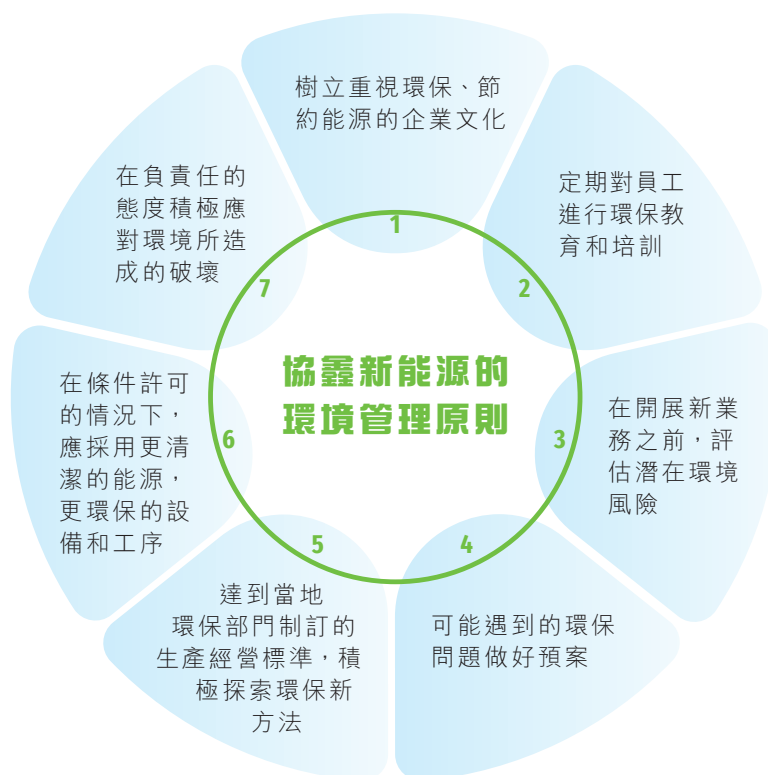 協鑫新能源的
環境管理原則
1
樹立重視環保、節
約能源的企業文化
2
定期對員工
進行環保教
育和培訓
3
在開展新業
務之前，評
估潛在環境
風險
4
可能遇到的環保
問題做好預案
5
達到當地
環保部門制訂的
生產經營標準，積
極探索環保新
方法
6
在條件許可
的情況下，
應採用更清
潔的能源，
更環保的設
備和工序
7
在負責任的
態度積極應
對環境所造
成的破壞